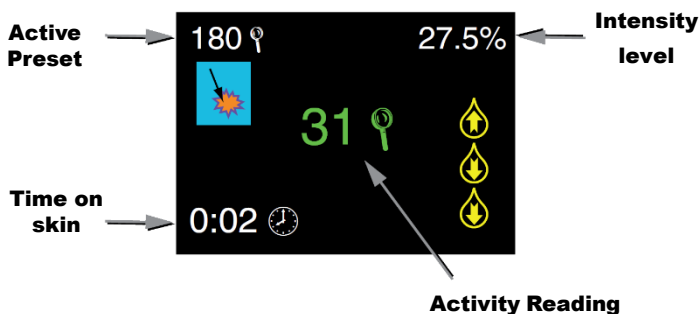 Active
Preset
180
27.5%
Intensity
level
31
Time on
skin
0:02
Activity Reading